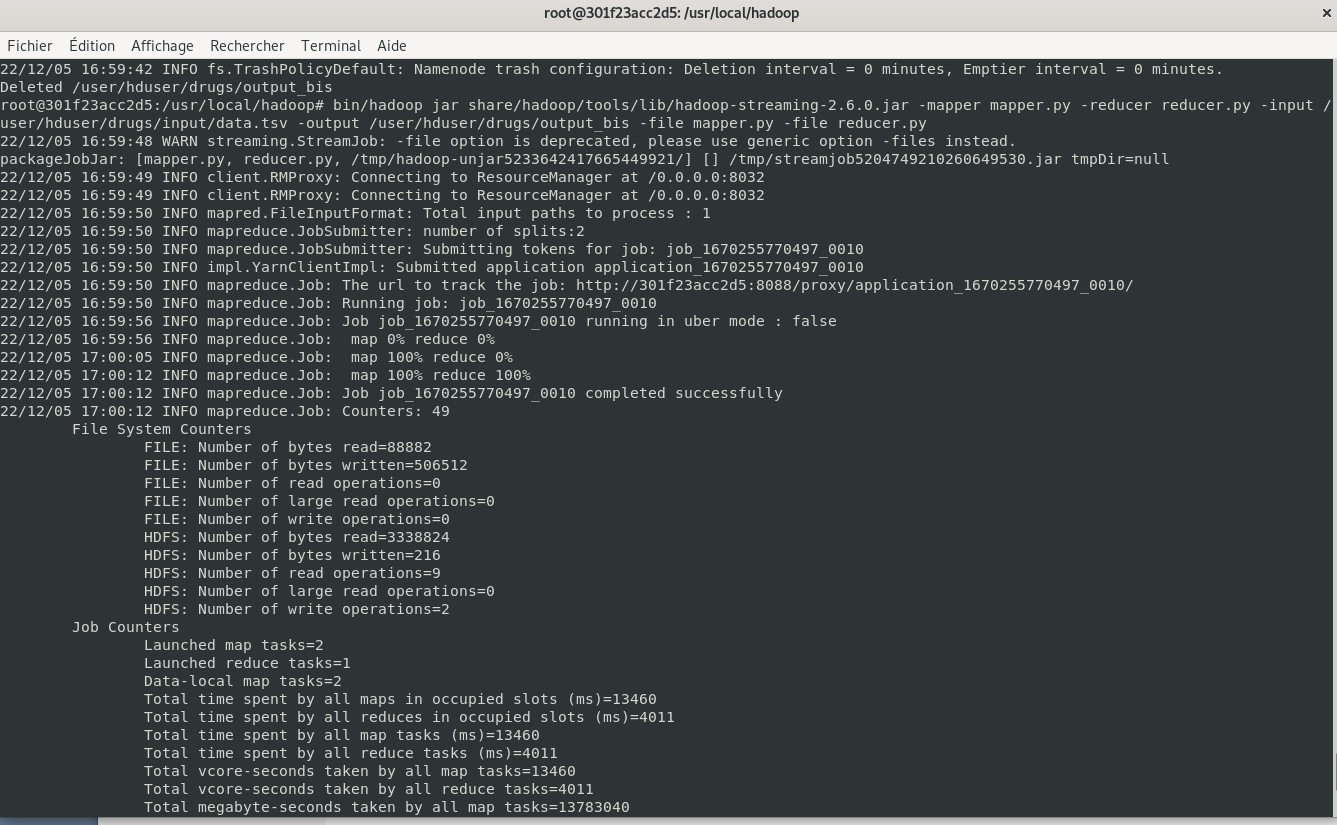 root@301f23acc2d5: /usr/local/hadoop ×
Fichier Édition Affichage Rechercher Terminal Aide
22/12/05 16:59:42 INFO fs.TrashPolicyDefault: Namenode trash configuration: Deletion interval = 0 minutes, Emptier interval = 0 minutes.
Deleted /user/hduser/drugs/output_bis
root@301f23acc2d5:/usr/local/hadoop# bin/hadoop jar share/hadoop/tools/lib/hadoop-streaming-2.6.0.jar -mapper mapper.py -reducer reducer.py -input /
user/hduser/drugs/input/data.tsv -output /user/hduser/drugs/output_bis -file mapper.py -file reducer.py
22/12/05 16:59:48 WARN streaming.StreamJob: -file option is deprecated, please use generic option -files instead.
packageJobJar: [mapper.py, reducer.py, /tmp/hadoop-unjar5233642417665449921/] [] /tmp/streamjob5204749210260649530.jar tmpDir=null
22/12/05 16:59:49 INFO client.RMProxy: Connecting to ResourceManager at /0.0.0.0:8032
22/12/05 16:59:49 INFO client.RMProxy: Connecting to ResourceManager at /0.0.0.0:8032
22/12/05 16:59:50 INFO mapred.FileInputFormat: Total input paths to process : 1
22/12/05 16:59:50 INFO mapreduce.JobSubmitter: number of splits:2
22/12/05 16:59:50 INFO mapreduce.JobSubmitter: Submitting tokens for job: job_1670255770497_0010
22/12/05 16:59:50 INFO impl.YarnClientImpl: Submitted application application_1670255770497_0010
22/12/05 16:59:50 INFO mapreduce.Job: The url to track the job: http://301f23acc2d5:8088/proxy/application_1670255770497_0010/
22/12/05 16:59:50 INFO mapreduce.Job: Running job: job_1670255770497_0010
22/12/05 16:59:56 INFO mapreduce.Job: Job job_1670255770497_0010 running in uber mode : false
22/12/05 16:59:56 INFO mapreduce.Job:  map 0% reduce 0%
22/12/05 17:00:05 INFO mapreduce.Job:  map 100% reduce 0%
22/12/05 17:00:12 INFO mapreduce.Job:  map 100% reduce 100%
22/12/05 17:00:12 INFO mapreduce.Job: Job job_1670255770497_0010 completed successfully
22/12/05 17:00:12 INFO mapreduce.Job: Counters: 49
File System Counters
FILE: Number of bytes read=88882
FILE: Number of bytes written=506512
FILE: Number of read operations=0
FILE: Number of large read operations=0
FILE: Number of write operations=0
HDFS: Number of bytes read=3338824
HDFS: Number of bytes written=216
HDFS: Number of read operations=9
HDFS: Number of large read operations=0
HDFS: Number of write operations=2
Job Counters
Launched map tasks=2
Launched reduce tasks=1
Data-local map tasks=2
Total time spent by all maps in occupied slots (ms)=13460
Total time spent by all reduces in occupied slots (ms)=4011
Total time spent by all map tasks (ms)=13460
Total time spent by all reduce tasks (ms)=4011
Total vcore-seconds taken by all map tasks=13460
Total vcore-seconds taken by all reduce tasks=4011
Total megabyte-seconds taken by all map tasks=13783040